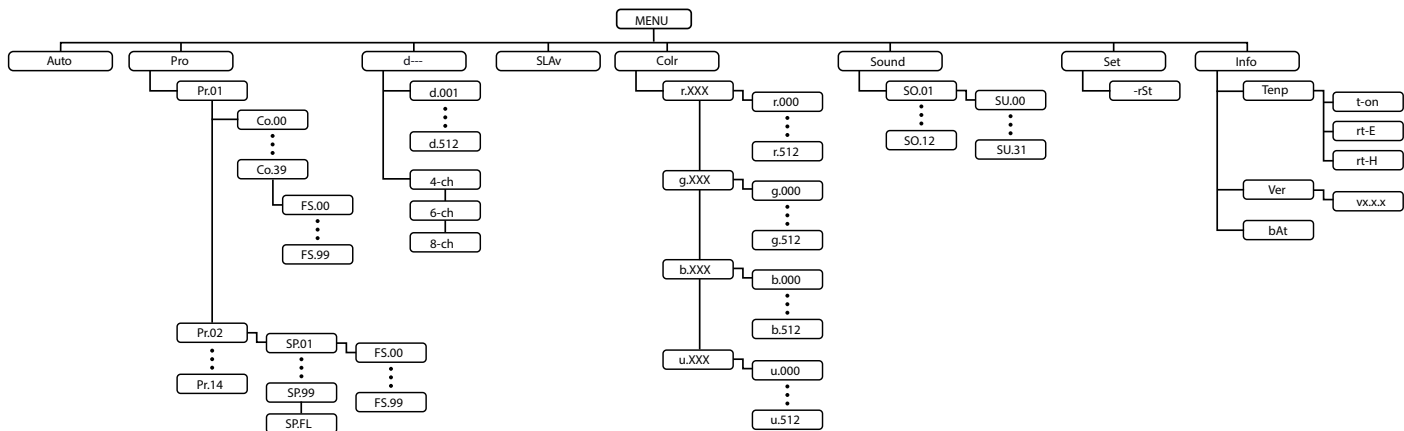 MENU
Auto
Pro
d---
SLAv
Colr
Sound
Set
Info
Pr.01
Co.00
Co.39
FS.00
FS.99
Pr.02
Pr.14
SP.01
SP.99
SP.FL
FS.00
FS.99
d.001
d.512
4-ch
6-ch
8-ch
r.XXX
r.000
r.512
g.XXX
g.000
g.512
b.XXX
b.000
b.512
u.XXX
u.000
u.512
SO.01
SO.12
SU.00
SU.31
-rSt
Tenp
t-on
rt-E
rt-H
Ver
vx.x.x
bAt